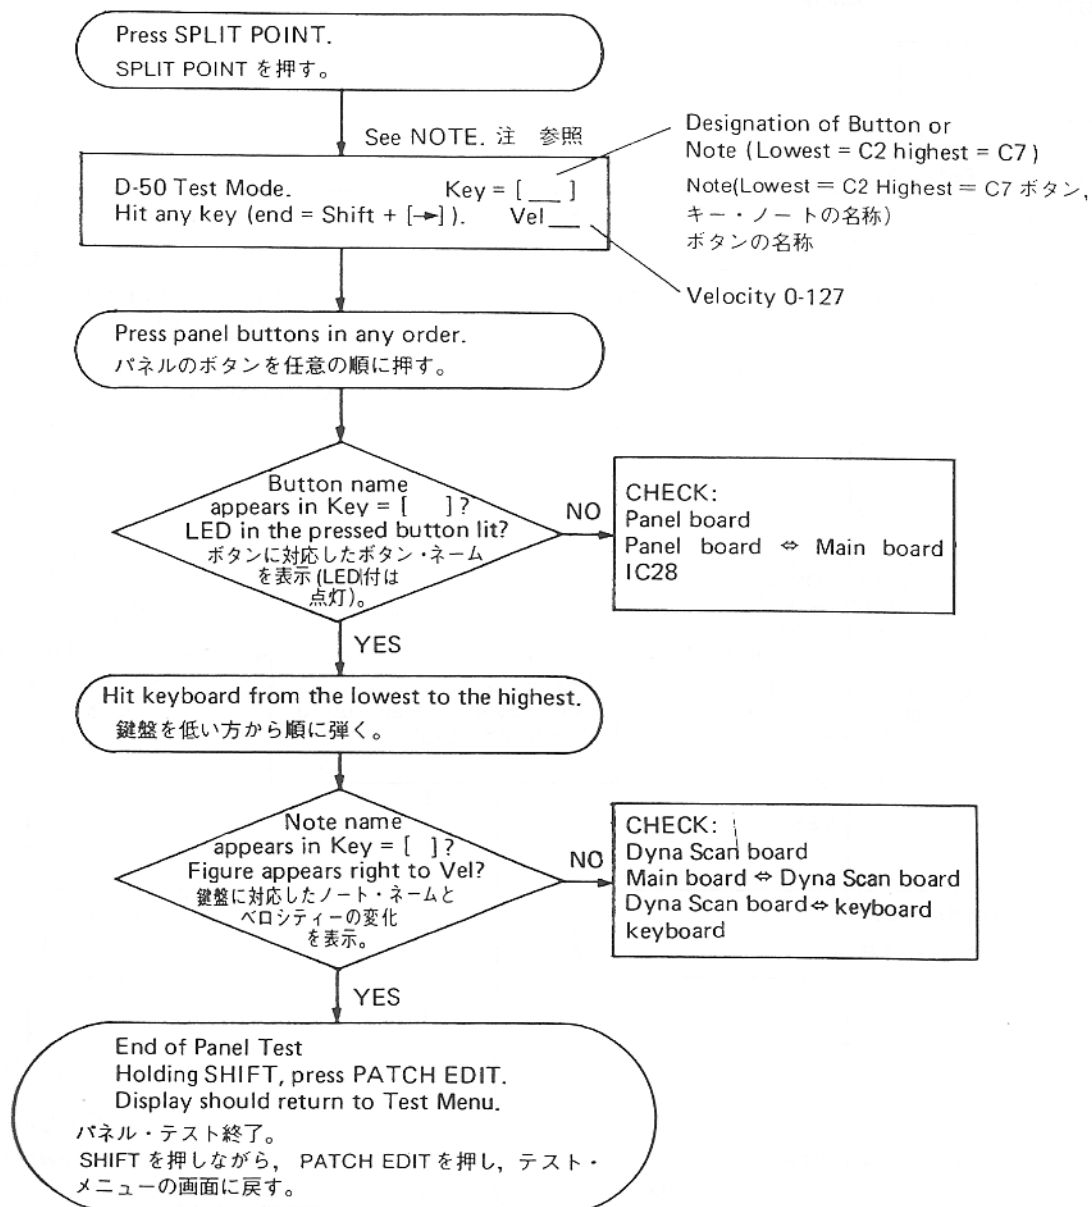 Press SPLIT POINT.
SPLIT POINT を押す。
See NOTE. 注 参照
D-50 Test Mode. Key = [ __ ]
Hit any key (end = Shift + [→] ). Vel __
Designation of Button or
Note (Lowest = C2 highest = C7 )
Note(Lowest = C2 Highest = C7 ボタン,
キー・ノートの名称)
ボタンの名称
Velocity 0-127
Press panel buttons in any order.
パネルのボタンを任意の順に押す。
Button name
appears in Key = [ ] ?
LED in the pressed button lit?
ボタンに対応したボタン・ネーム
を表示(LED付は
点灯)。
NO
CHECK:
Panel board
Panel board ⇔ Main board
IC28
YES
Hit keyboard from the lowest to the highest.
鍵盤を低い方から順に弾く。
Note name
appears in Key = [ ] ?
Figure appears right to Vel?
鍵盤に対応したノート・ネームと
ベロシティーの変化
を表示。
NO
CHECK:
Dyna Scan board
Main board ⇔ Dyna Scan board
Dyna Scan board ⇔ keyboard
keyboard
YES
End of Panel Test
Holding SHIFT, press PATCH EDIT.
Display should return to Test Menu.
パネル・テスト終了。
SHIFT を押しながら, PATCH EDIT を押し, テスト・
メニューの画面に戻す。